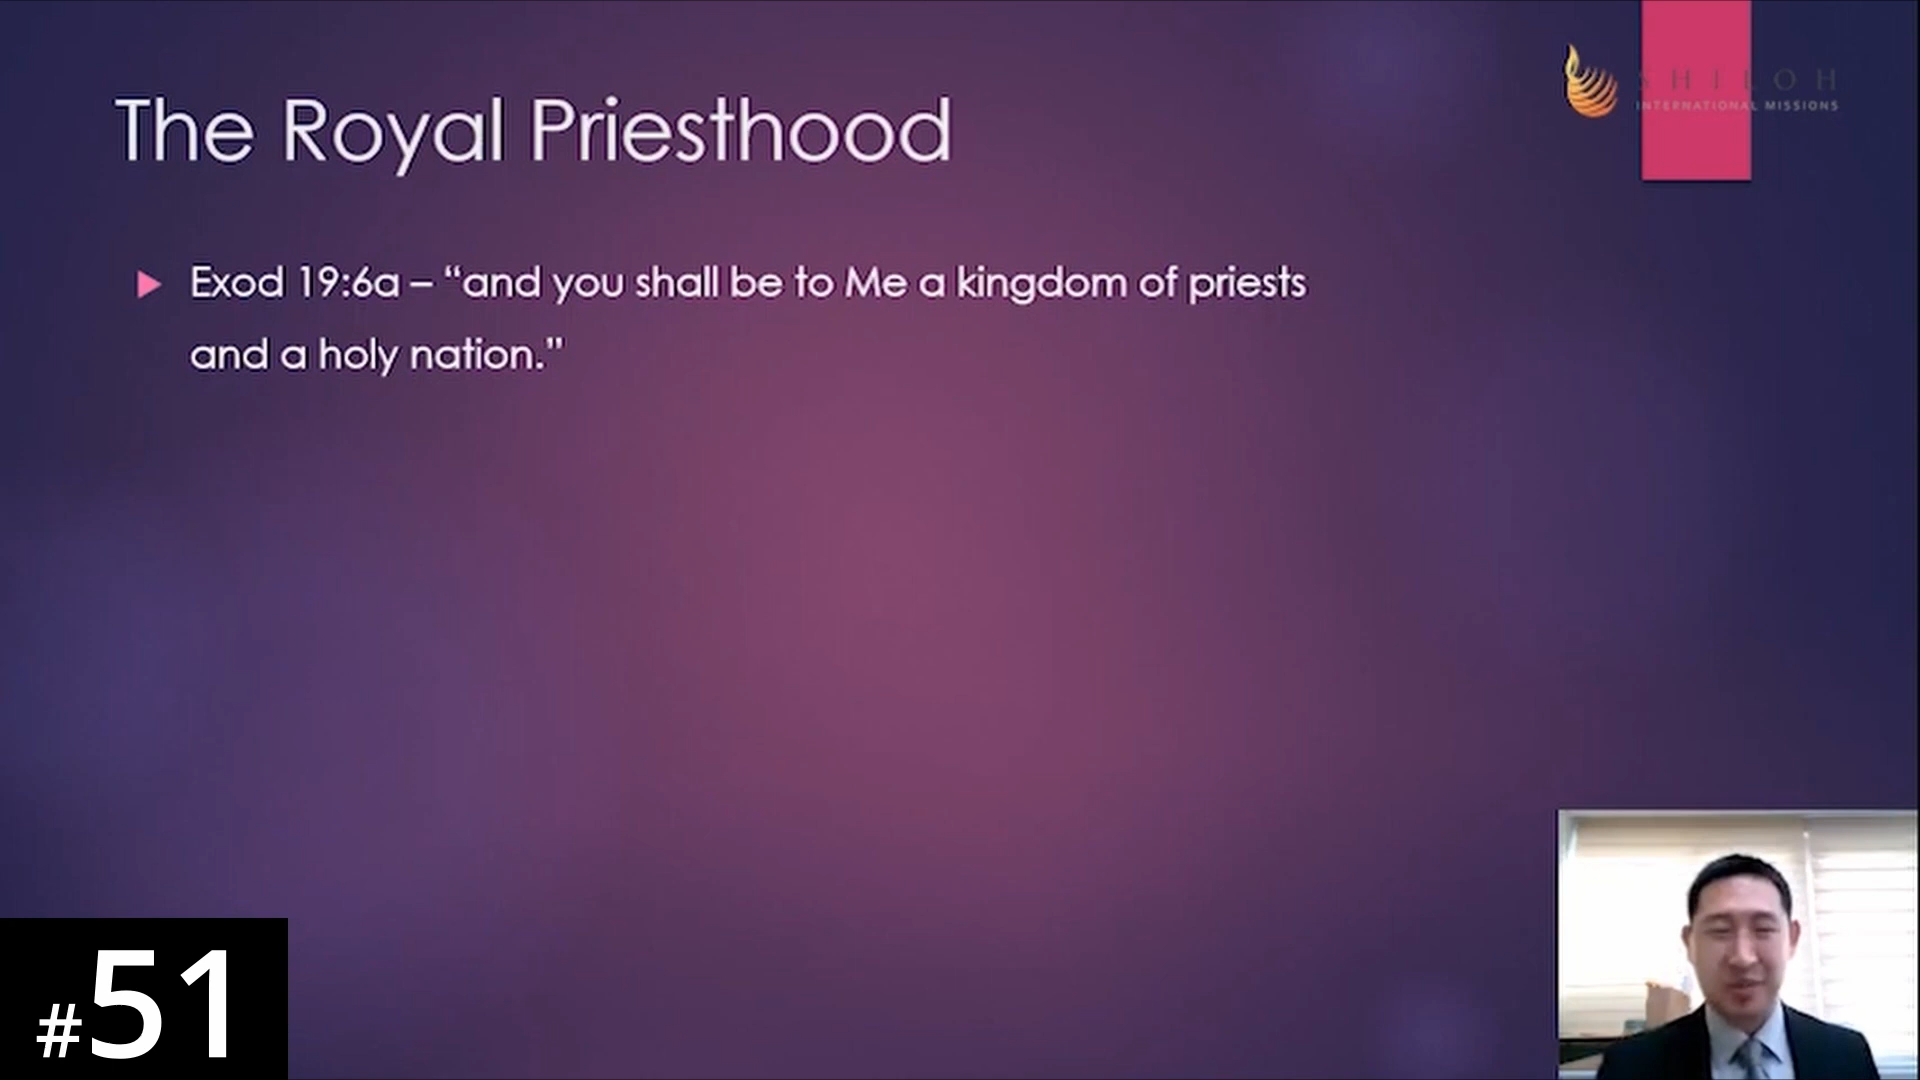 The Royal Priesthood
SHILOH
INTERNATIONAL MISSIONS
Exod 19:6a – “and you shall be to Me a kingdom of priests
and a holy nation.”
#51